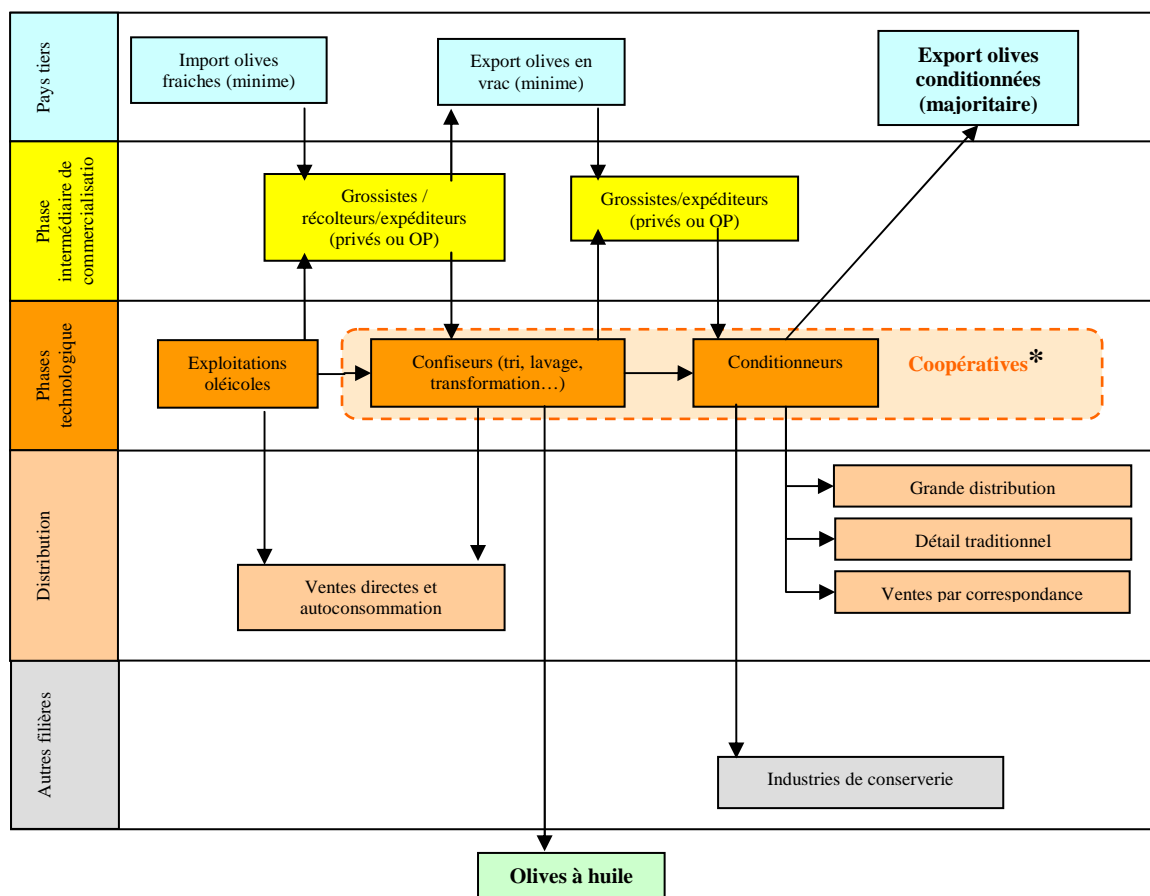 Pays tiers
Import olives
fraiches (minime)
Export olives en
vrac (minime)
Export olives
conditionnées
(majoritaire)
Phase
intermédiaire de
commercialisatio
Grossistes /
récolteurs/expéditeurs
(privés ou OP)
Grossistes/expéditeurs
(privés ou OP)
Phases
technologique
Exploitations
oléicoles
Confiseurs (tri, lavage,
transformation…)
Conditionneurs
Coopératives*
Distribution
Ventes directes et
autoconsommation
Grande distribution
Détail traditionnel
Ventes par correspondance
Autres filières
Industries de conserverie
Olives à huile